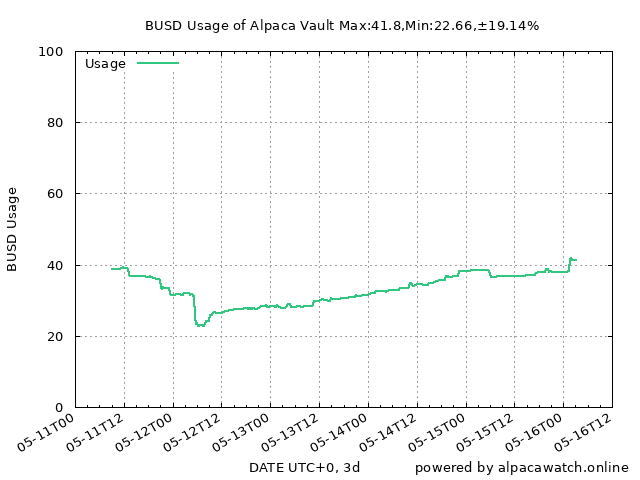 BUSD Usage of Alpaca Vault Max:41.8,Min:22.66,±19.14%
Usage
BUSD Usage
100
80
60
40
20
0
05-11T00
05-11T12
05-12T00
05-12T12
05-13T00
05-13T12
05-14T00
05-14T12
05-15T00
05-15T12
05-16T00
05-16T12
DATE UTC+0, 3d
powered by alpacawatch.online